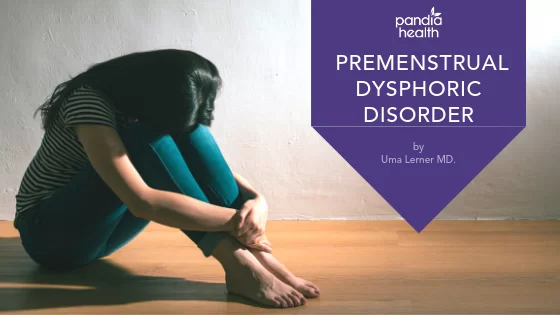 pandia
health
PREMENSTRUAL
DYSPHORIC
DISORDER
by
Uma Lerner MD.